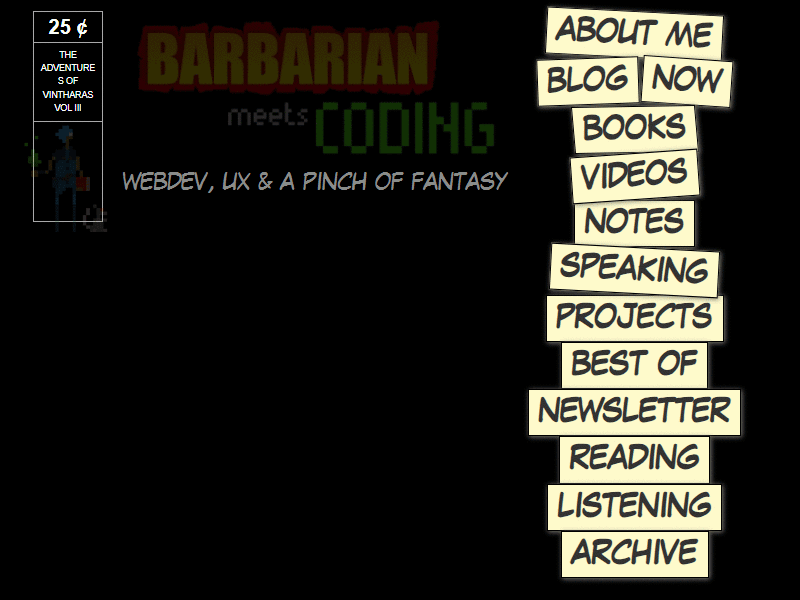 25 ¢
THE
ADVENTURE
S OF
VINTHARAS
VOL III
BARBARIAN
meets
CODING
WEBDEV, UX & A PINCH OF FANTASY
ABOUT ME
BLOG
NOW
BOOKS
VIDEOS
NOTES
SPEAKING
PROJECTS
BEST OF
NEWSLETTER
READING
LISTENING
ARCHIVE